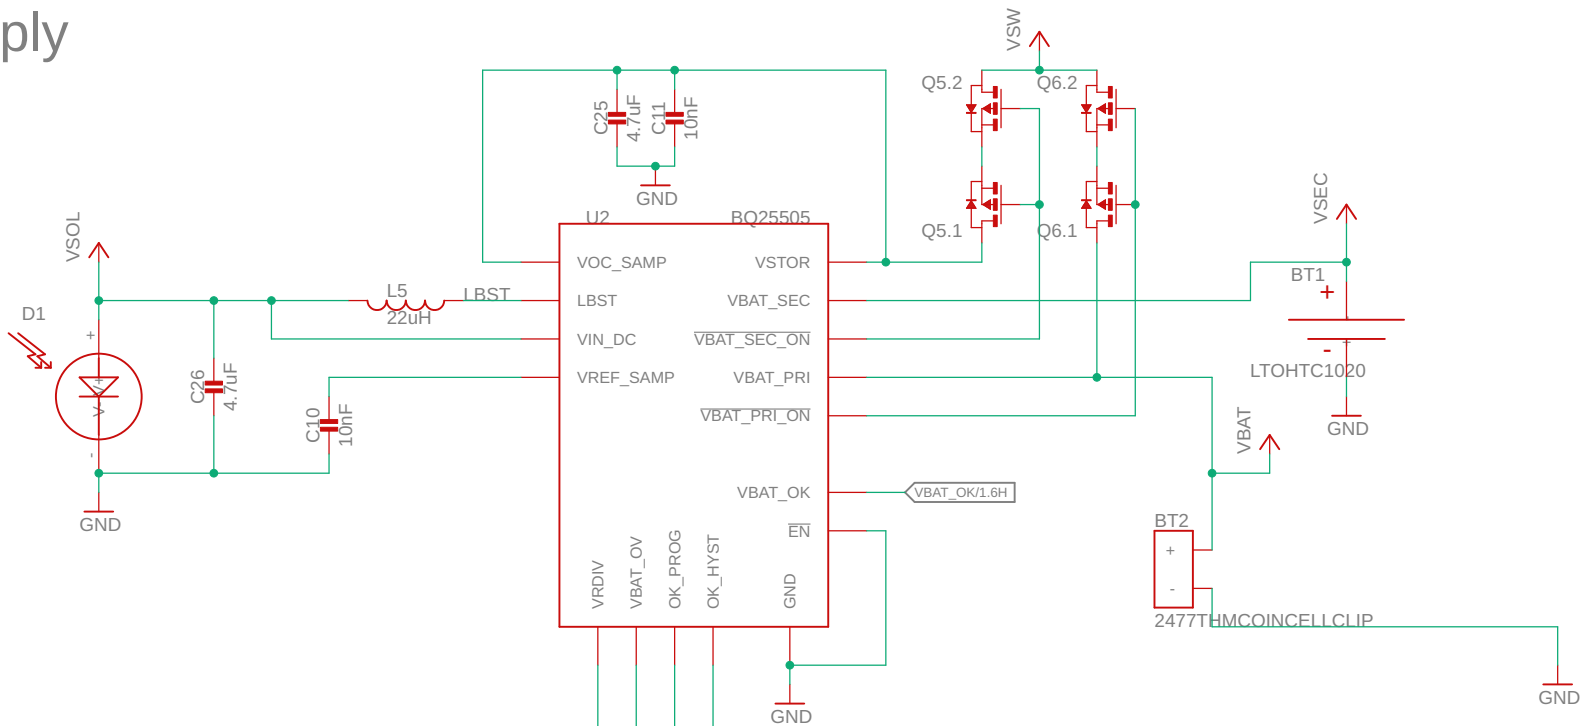 ply
VSW
Q5.2
Q6.2
C25
4.7uF
C11
10nF
GND
VSEC
VSOL
U2
BQ25505
Q5.1
Q6.1
VOC_SAMP
VSTOR
BT1
+
L5
LBST
LBST
VBAT_SEC
D1
22uH
+
VIN_DC
VBAT_SEC_ON
-
+
V+
V-
C26
4.7uF
VREF_SAMP
VBAT_PRI
LTOHTC1020
C10
10nF
VBAT_PRI_ON
VBAT
GND
-
VBAT_OK
VBAT_OK/1.6H
GND
EN
BT2
+
-
VRDIV
VBAT_OV
OK_PROG
OK_HYST
GND
2477THMCOINCELLCLIP
GND
GND